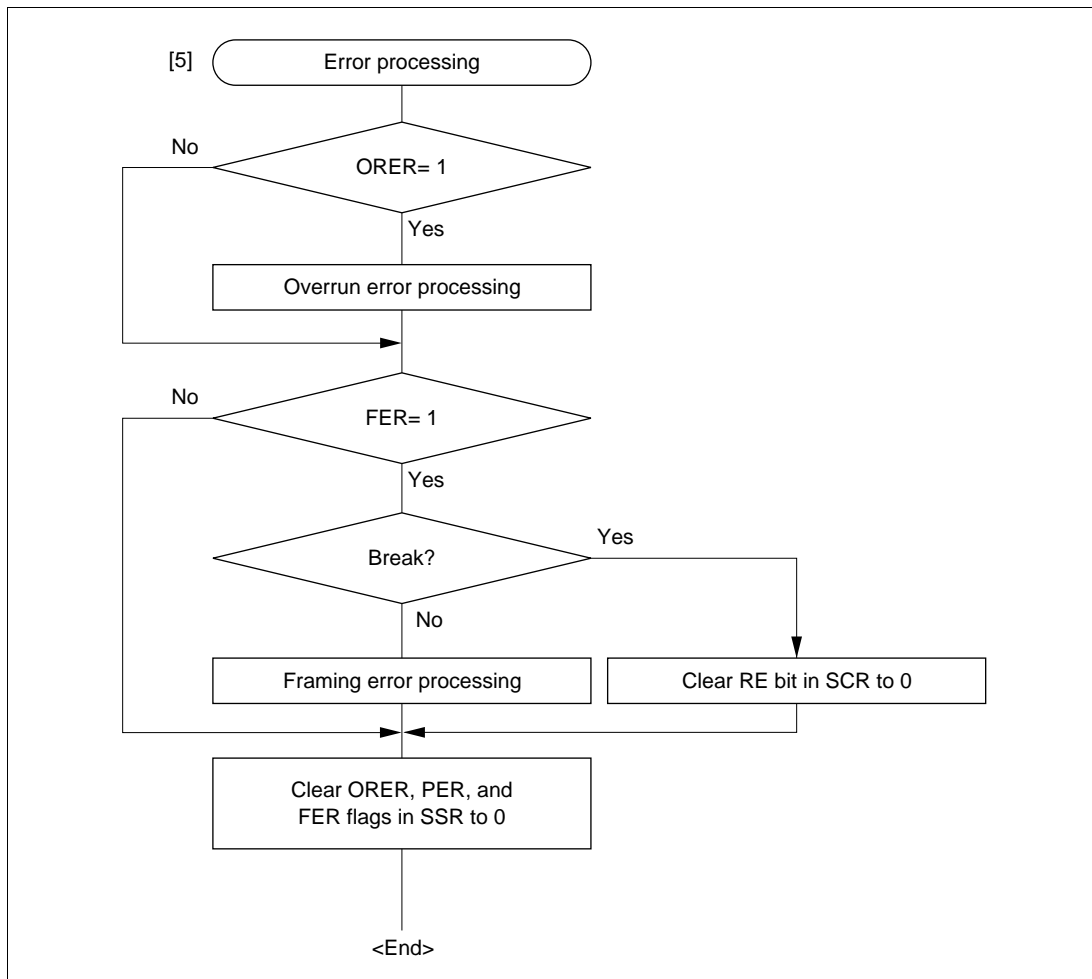 [5]
Error processing
No
ORER= 1
Yes
Overrun error processing
No
FER= 1
Yes
Break?
Yes
No
Framing error processing
Clear RE bit in SCR to 0
Clear ORER, PER, and
FER flags in SSR to 0
<End>